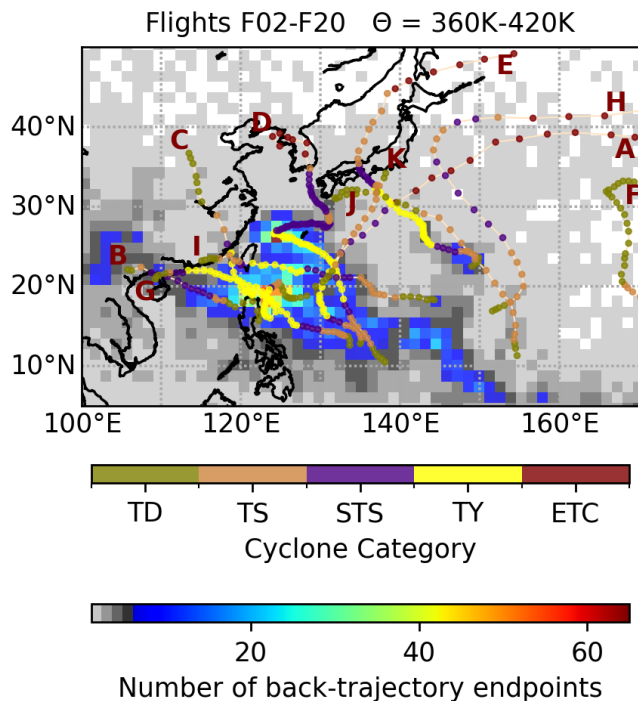 Flights F02-F20 Θ = 360K-420K
E
H
40°N
C
D
A
K
30°N
J
F
B
I
20°N
G
10°N
100°E
120°E
140°E
160°E
TD
TS
STS
TY
ETC
Cyclone Category
20
40
60
Number of back-trajectory endpoints